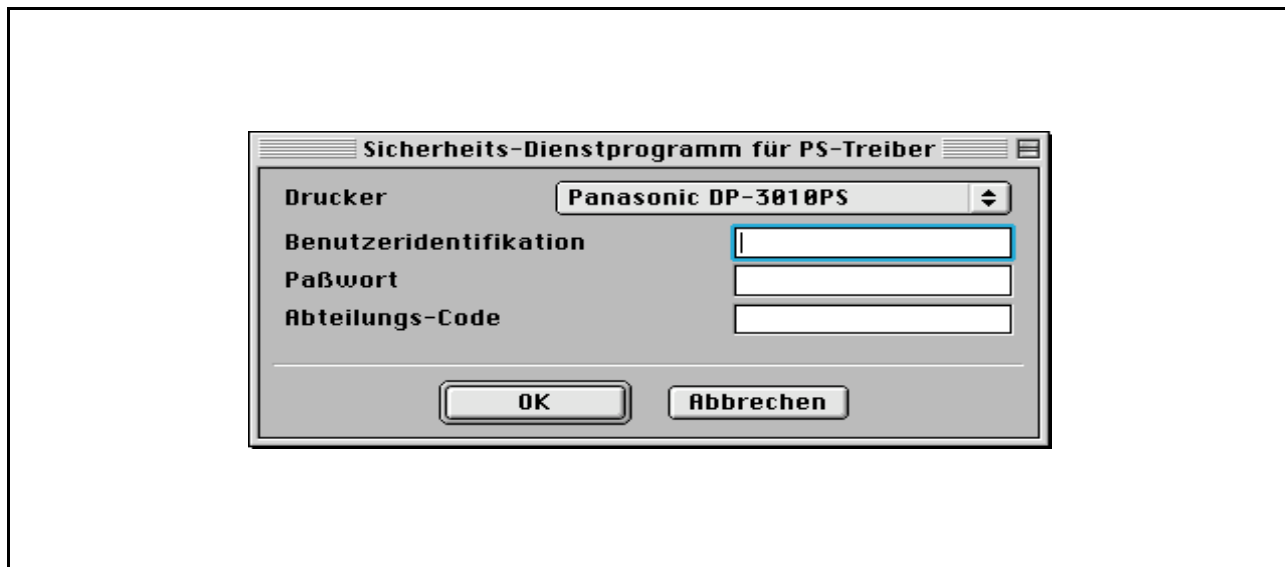 Sicherheits-Dienstprogramm für PS-Treiber
Drucker Panasonic DP-3010PS
Benutzeridentifikation
Paßwort
Abteilungs-Code
OK Abbrechen